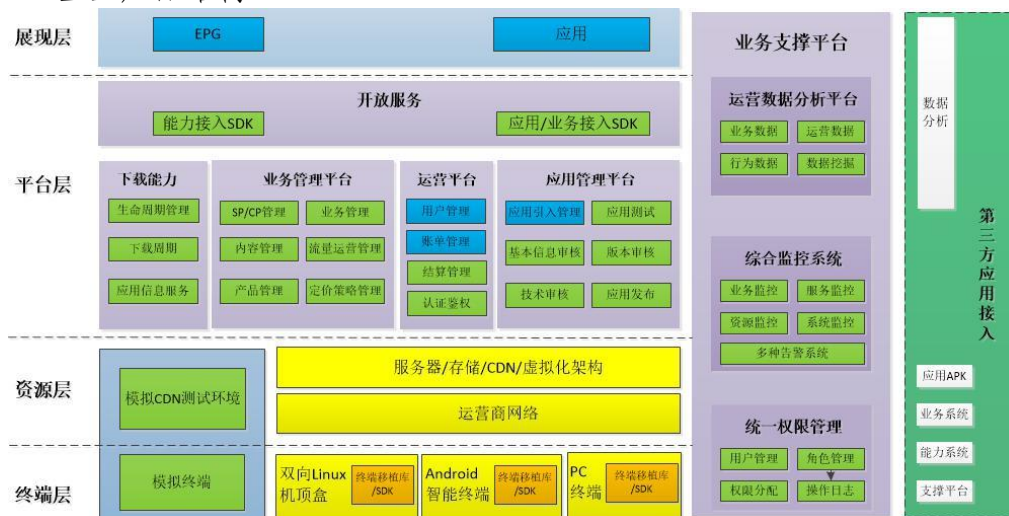 展现层
EPG
应用
开放服务
能力接入SDK
应用/业务接入SDK
平台层
下载能力
生命周期管理
下载周期
应用信息服务
业务管理平台
SP/CP管理
业务管理
内容管理
流量运营管理
产品管理
定价策略管理
运营平台
用户管理
账单管理
结算管理
认证鉴权
应用管理平台
应用引入管理
应用测试
基本信息审核
版本审核
技术审核
应用发布
资源层
模拟CDN测试环境
服务器/存储/CDN/虚拟化架构
运营商网络
终端层
模拟终端
双向Linux
机顶盒
终端移植库
/SDK
Android
智能终端
终端移植库
/SDK
PC
终端
终端移植库
/SDK
业务支撑平台
运营数据分析平台
业务数据
运营数据
行为数据
数据挖掘
综合监控系统
业务监控
服务监控
资源监控
系统监控
多种告警系统
统一权限管理
用户管理
角色管理
权限分配
操作日志
数据
分析
第三方应用接入
应用APK
业务系统
能力系统
支撑平台